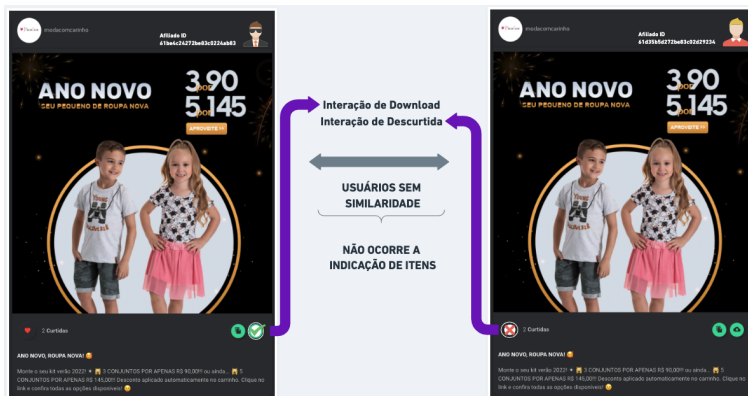 modacomcarinho
Afiliado ID
61be4c24272be83c0224ab83
ANO NOVO
SEU PEQUENO DE ROUPA NOVA
3 por 90
5 por 145
APROVEITE >>
2 Curtidas
ANO NOVO, ROUPA NOVA! 🥰
Monte o seu kit verão 2022! ☀ 👧 3 CONJUNTOS POR APENAS R$ 90,00!!! ou ainda... 👧 5
CONJUNTOS POR APENAS R$ 145,00!!! Desconto aplicado automaticamente no carrinho. Clique no
link e confira todas as opções disponíveis! 😉
Interação de Download
Interação de Descurtida
USUÁRIOS SEM
SIMILARIDADE
NÃO OCORRE A
INDICAÇÃO DE ITENS
modacomcarinho
Afiliado ID
61d35b5d272be83c02d29234
ANO NOVO
SEU PEQUENO DE ROUPA NOVA
3 por 90
5 por 145
APROVEITE >>
2 Curtidas
ANO NOVO, ROUPA NOVA! 🥰
Monte o seu kit verão 2022! ☀ 👧 3 CONJUNTOS POR APENAS R$ 90,00!!! ou ainda... 👧 5
CONJUNTOS POR APENAS R$ 145,00!!! Desconto aplicado automaticamente no carrinho. Clique no
link e confira todas as opções disponíveis! 😉